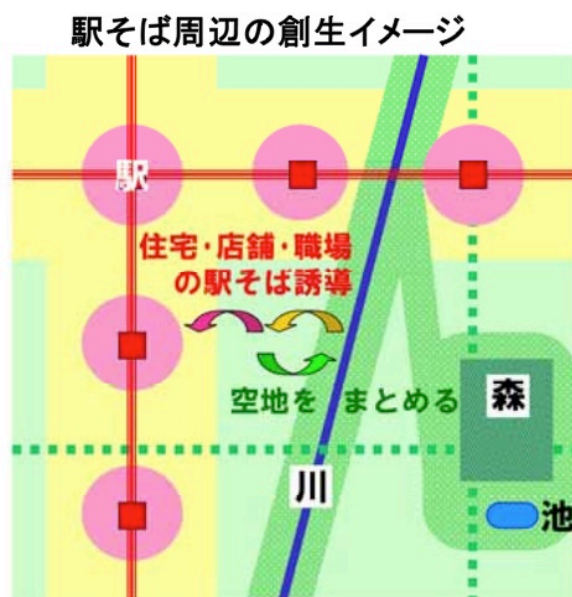 駅そば周辺の創生イメージ
駅
住宅・店舗・職場
の駅そば誘導
空地を まとめる
森
川
池